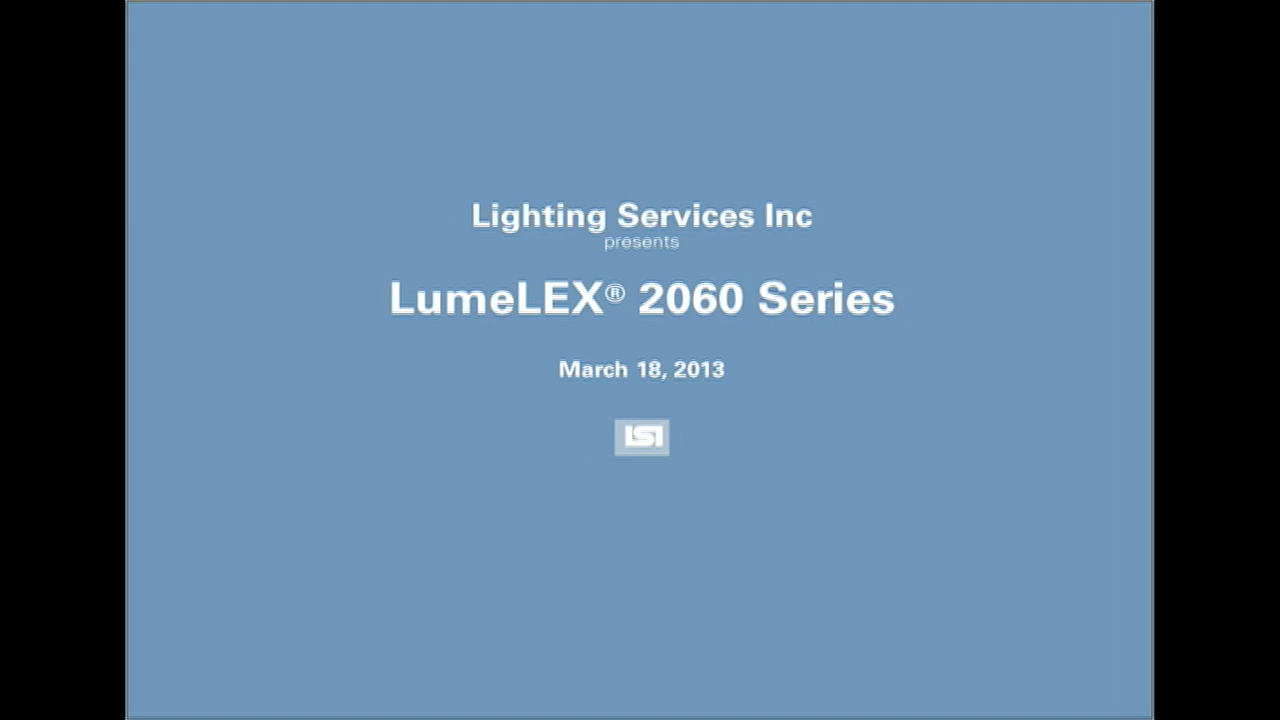 Lighting Services Inc
presents
LumeLEX® 2060 Series
March 18, 2013
LSI